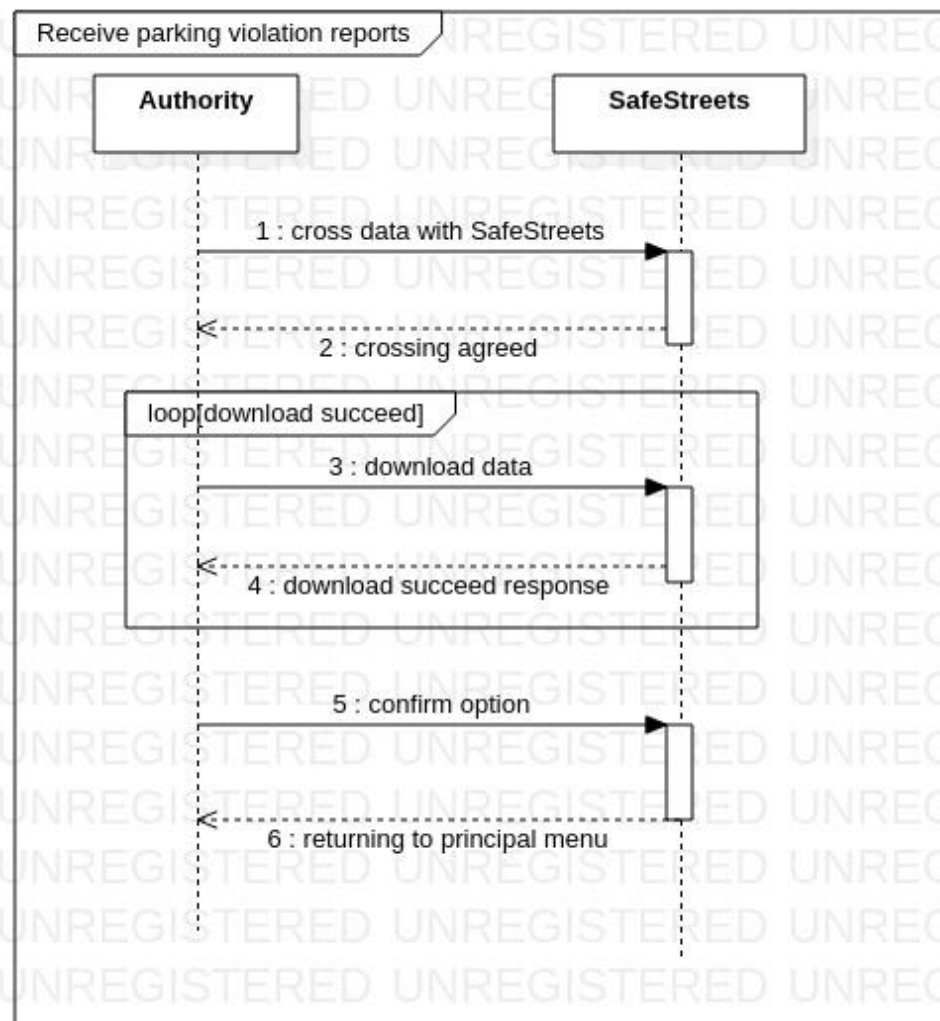 Receive parking violation reports
Authority
SafeStreets
1 : cross data with SafeStreets
2 : crossing agreed
loop[download succeed]
3 : download data
4 : download succeed response
5 : confirm option
6 : returning to principal menu
UNREGISTERED